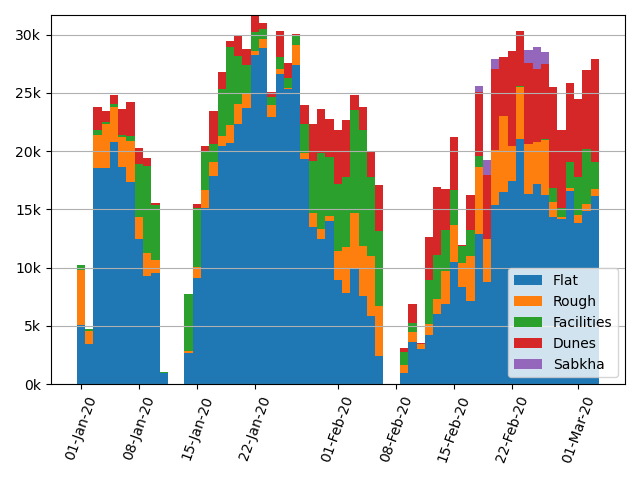 30k
25k
20k
15k
10k
5k
0k
Flat
Rough
Facilities
Dunes
Sabkha
01-Jan-20
08-Jan-20
15-Jan-20
22-Jan-20
01-Feb-20
08-Feb-20
15-Feb-20
22-Feb-20
01-Mar-20